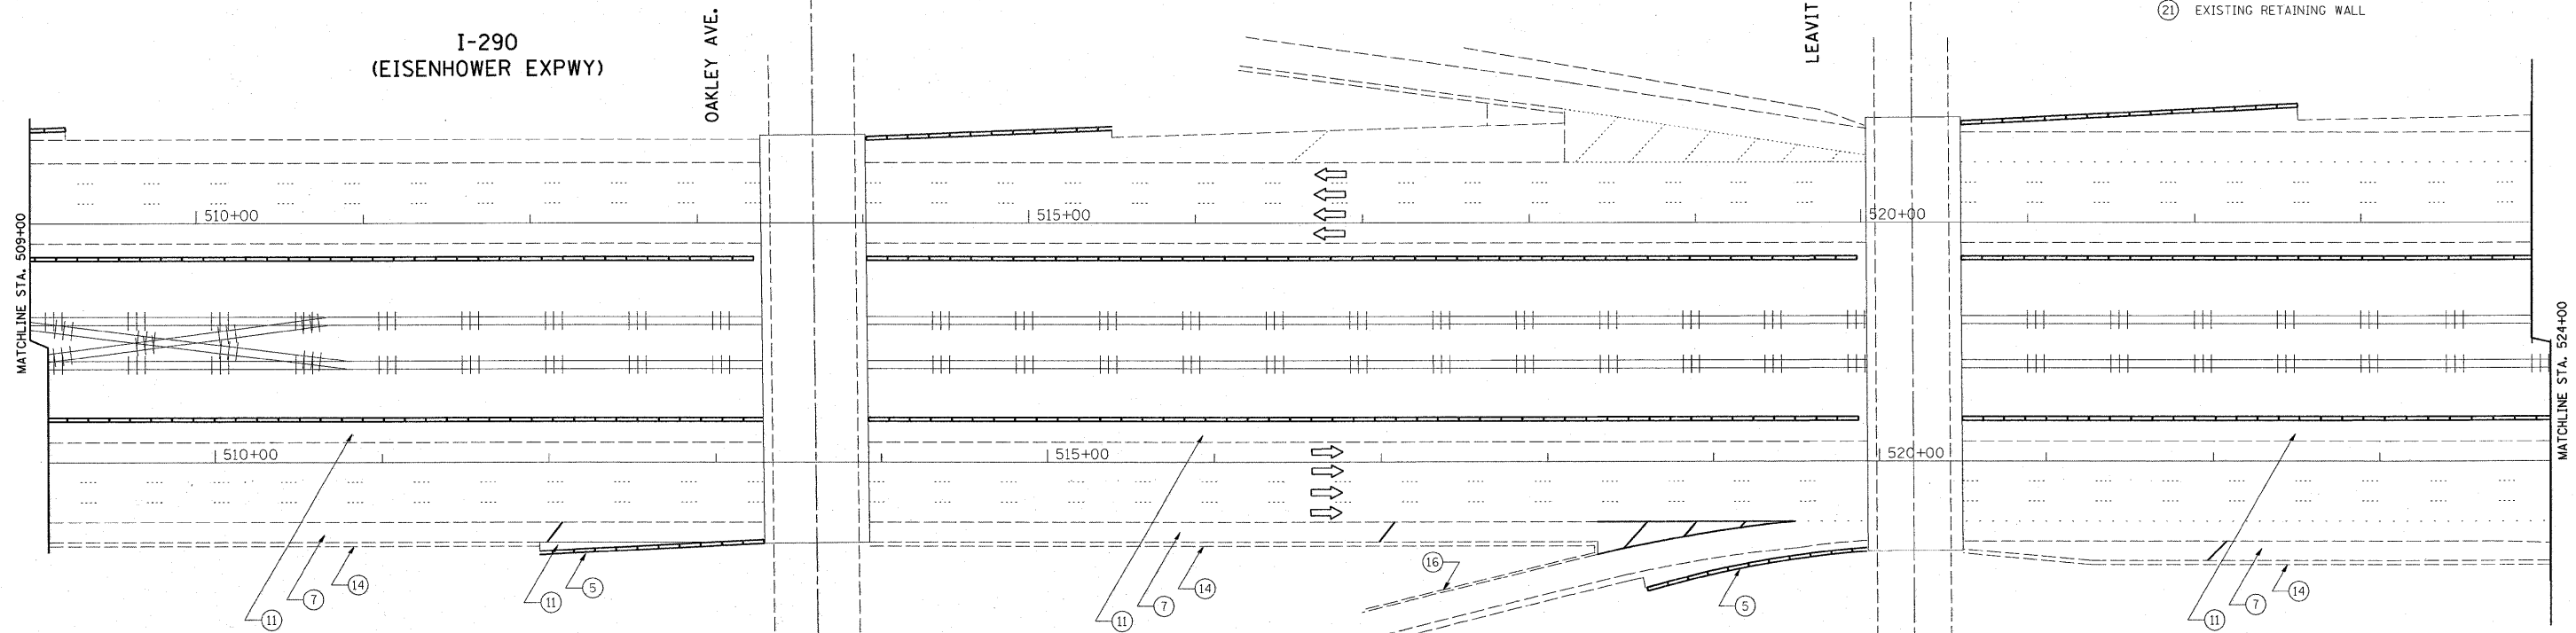 I-290
(EISENHOWER EXPWY)
OAKLEY AVE.
LEAVIT
21 EXISTING RETAINING WALL
MATCHLINE STA. 509+00
510+00
515+00
520+00
MATCHLINE STA. 524+00
510+00
515+00
520+00
11
7
14
11
5
11
7
14
16
5
11
7
14